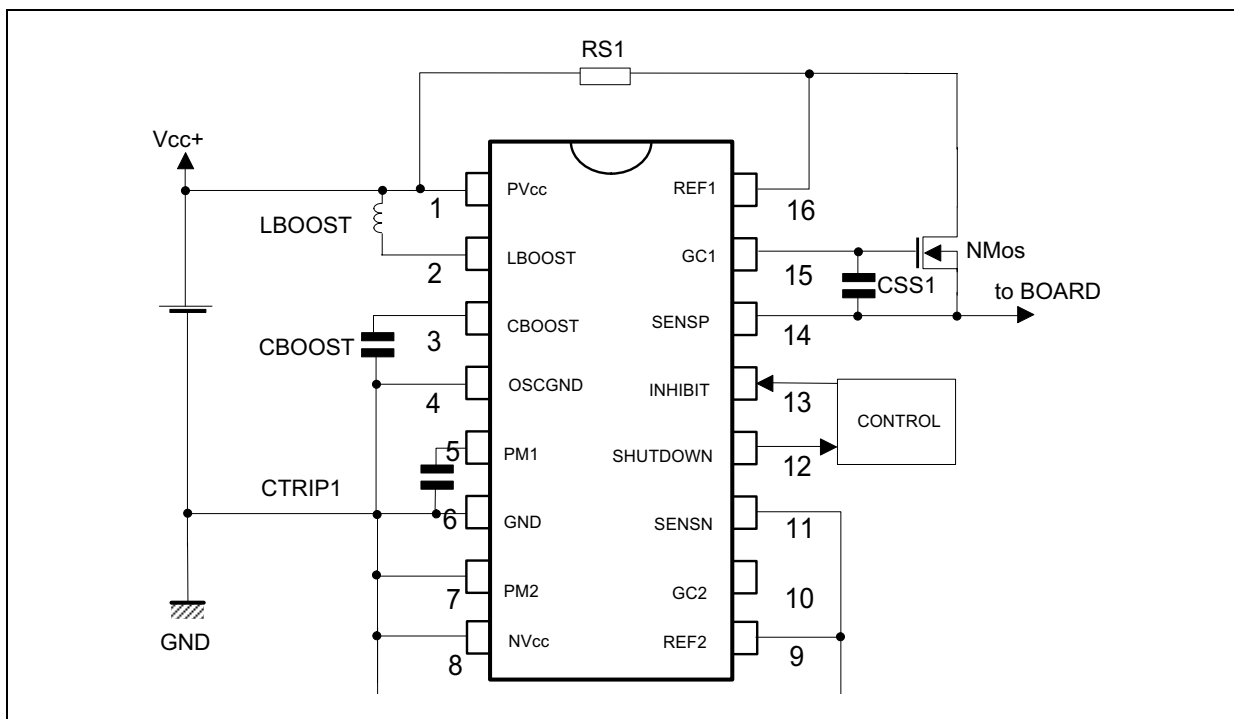 RS1
Vcc+
PVcc
REF1
1
16
LBOOST
NMos
LBOOST
GC1
2
15
CSS1
to BOARD
CBOOST
SENSP
CBOOST
3
14
OSCGND
INHIBIT
4
13
CONTROL
5
PM1
SHUTDOWN
12
CTRIP1
6
GND
SENSN
11
PM2
GC2
7
10
GND
NVcc
REF2
8
9